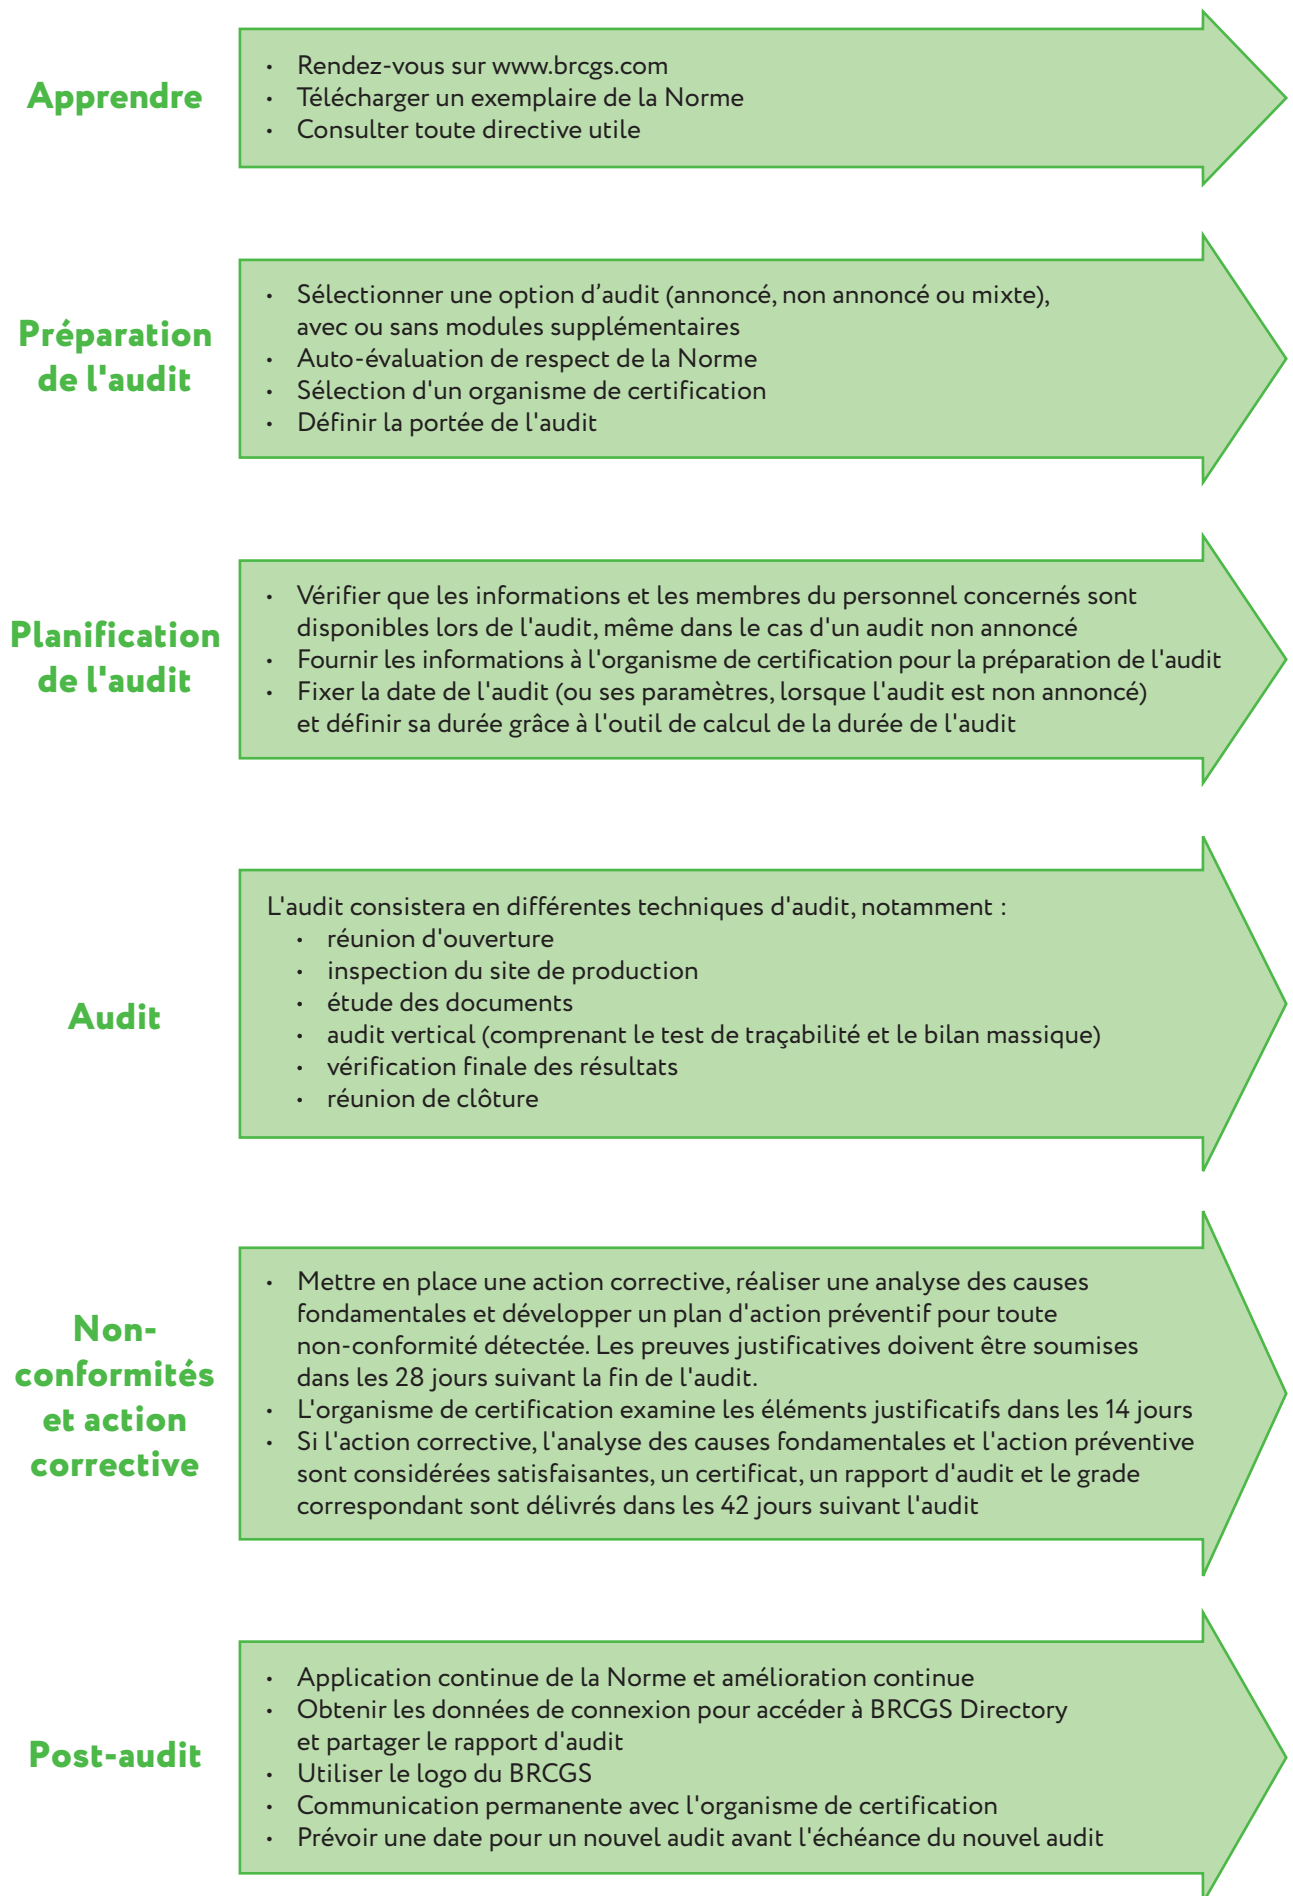 Apprendre
• Rendez-vous sur www.brcgs.com
• Télécharger un exemplaire de la Norme
• Consulter toute directive utile
Préparation
de l'audit
• Sélectionner une option d’audit (annoncé, non annoncé ou mixte),
avec ou sans modules supplémentaires
• Auto-évaluation de respect de la Norme
• Sélection d'un organisme de certification
• Définir la portée de l'audit
Planification
de l'audit
• Vérifier que les informations et les membres du personnel concernés sont
disponibles lors de l'audit, même dans le cas d'un audit non annoncé
• Fournir les informations à l'organisme de certification pour la préparation de l'audit
• Fixer la date de l'audit (ou ses paramètres, lorsque l'audit est non annoncé)
et définir sa durée grâce à l'outil de calcul de la durée de l'audit
Audit
L'audit consistera en différentes techniques d'audit, notamment :
• réunion d'ouverture
• inspection du site de production
• étude des documents
• audit vertical (comprenant le test de traçabilité et le bilan massique)
• vérification finale des résultats
• réunion de clôture
Non-
conformités
et action
corrective
• Mettre en place une action corrective, réaliser une analyse des causes
fondamentales et développer un plan d'action préventif pour toute
non-conformité détectée. Les preuves justificatives doivent être soumises
dans les 28 jours suivant la fin de l'audit.
• L'organisme de certification examine les éléments justificatifs dans les 14 jours
• Si l'action corrective, l'analyse des causes fondamentales et l'action préventive
sont considérées satisfaisantes, un certificat, un rapport d'audit et le grade
correspondant sont délivrés dans les 42 jours suivant l'audit
Post-audit
• Application continue de la Norme et amélioration continue
• Obtenir les données de connexion pour accéder à BRCGS Directory
et partager le rapport d'audit
• Utiliser le logo du BRCGS
• Communication permanente avec l'organisme de certification
• Prévoir une date pour un nouvel audit avant l'échéance du nouvel audit